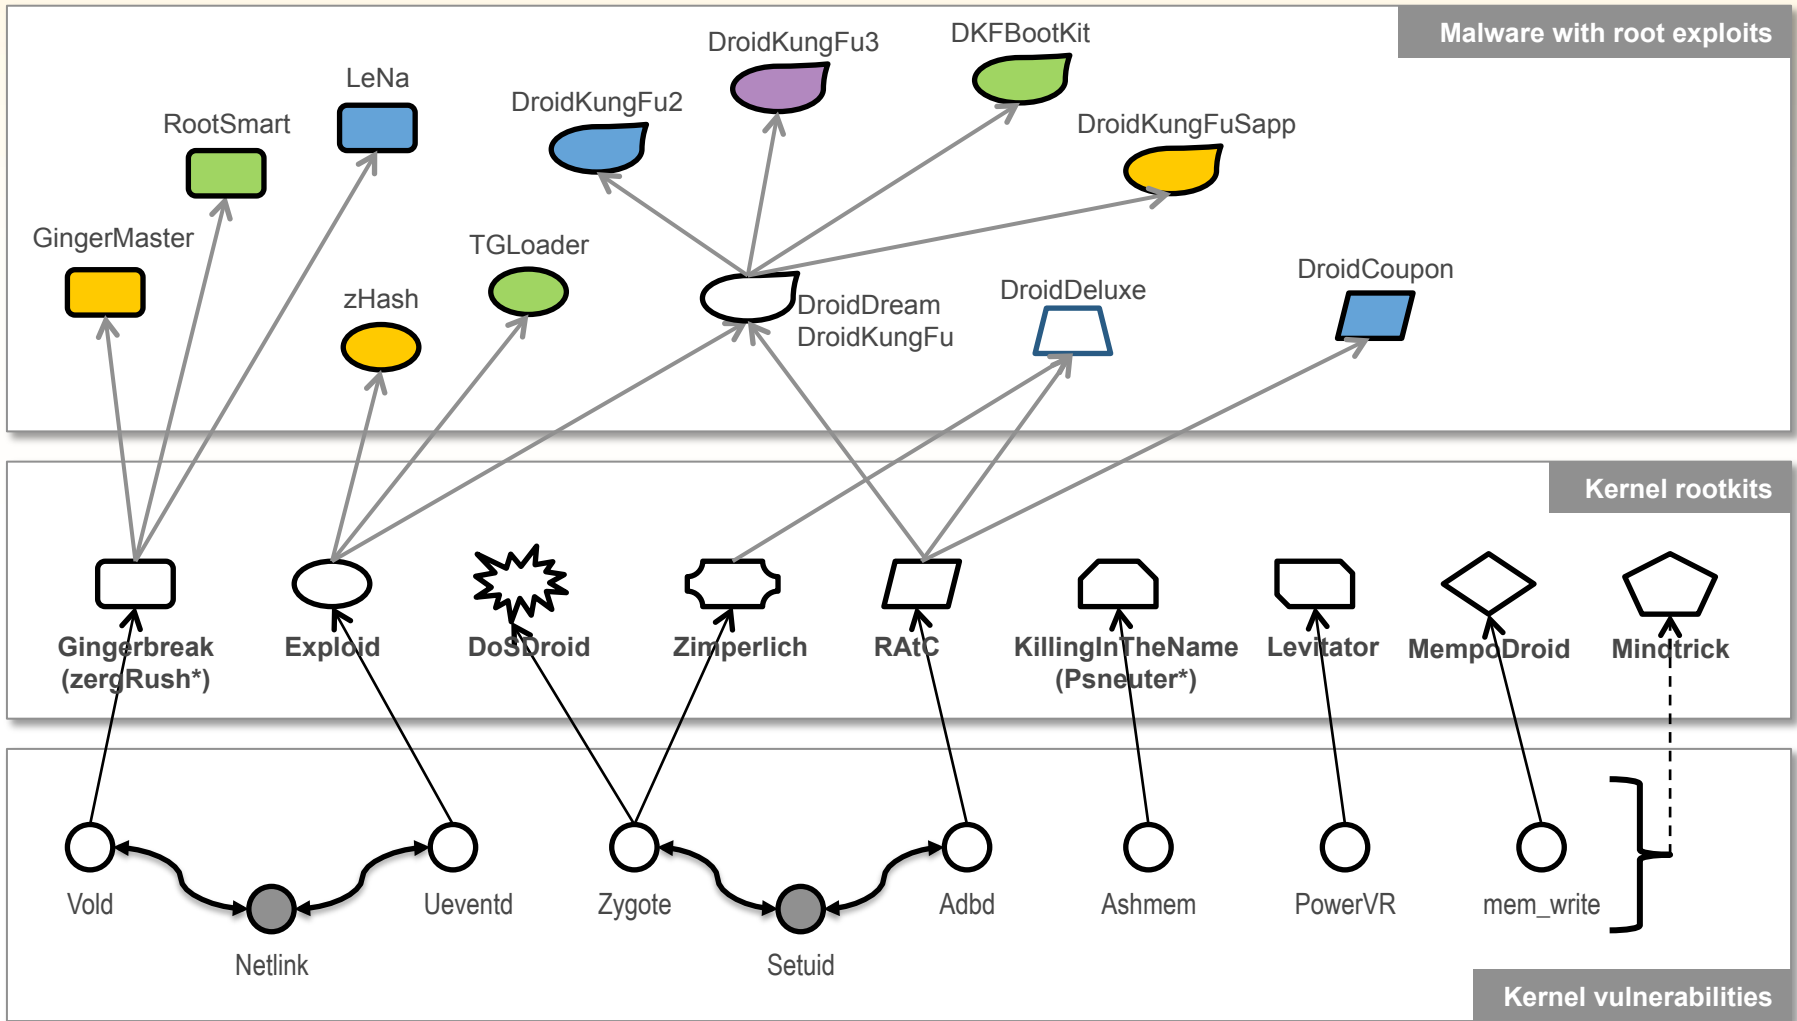 Malware with root exploits
DroidKungFu3
DKFBootKit
LeNa
DroidKungFu2
RootSmart
DroidKungFuSapp
GingerMaster
TGLoader
zHash
DroidDream
DroidKungFu
DroidDeluxe
DroidCoupon
Kernel rootkits
Gingerbreak
(zergRush*)
Exploid
DoSDroid
Zimperlich
RAtC
KillingInTheName
(Psneuter*)
Levitator
MempoDroid
Mindtrick
Vold
Ueventd
Zygote
Adbd
Ashmem
PowerVR
mem_write
Netlink
Setuid
Kernel vulnerabilities